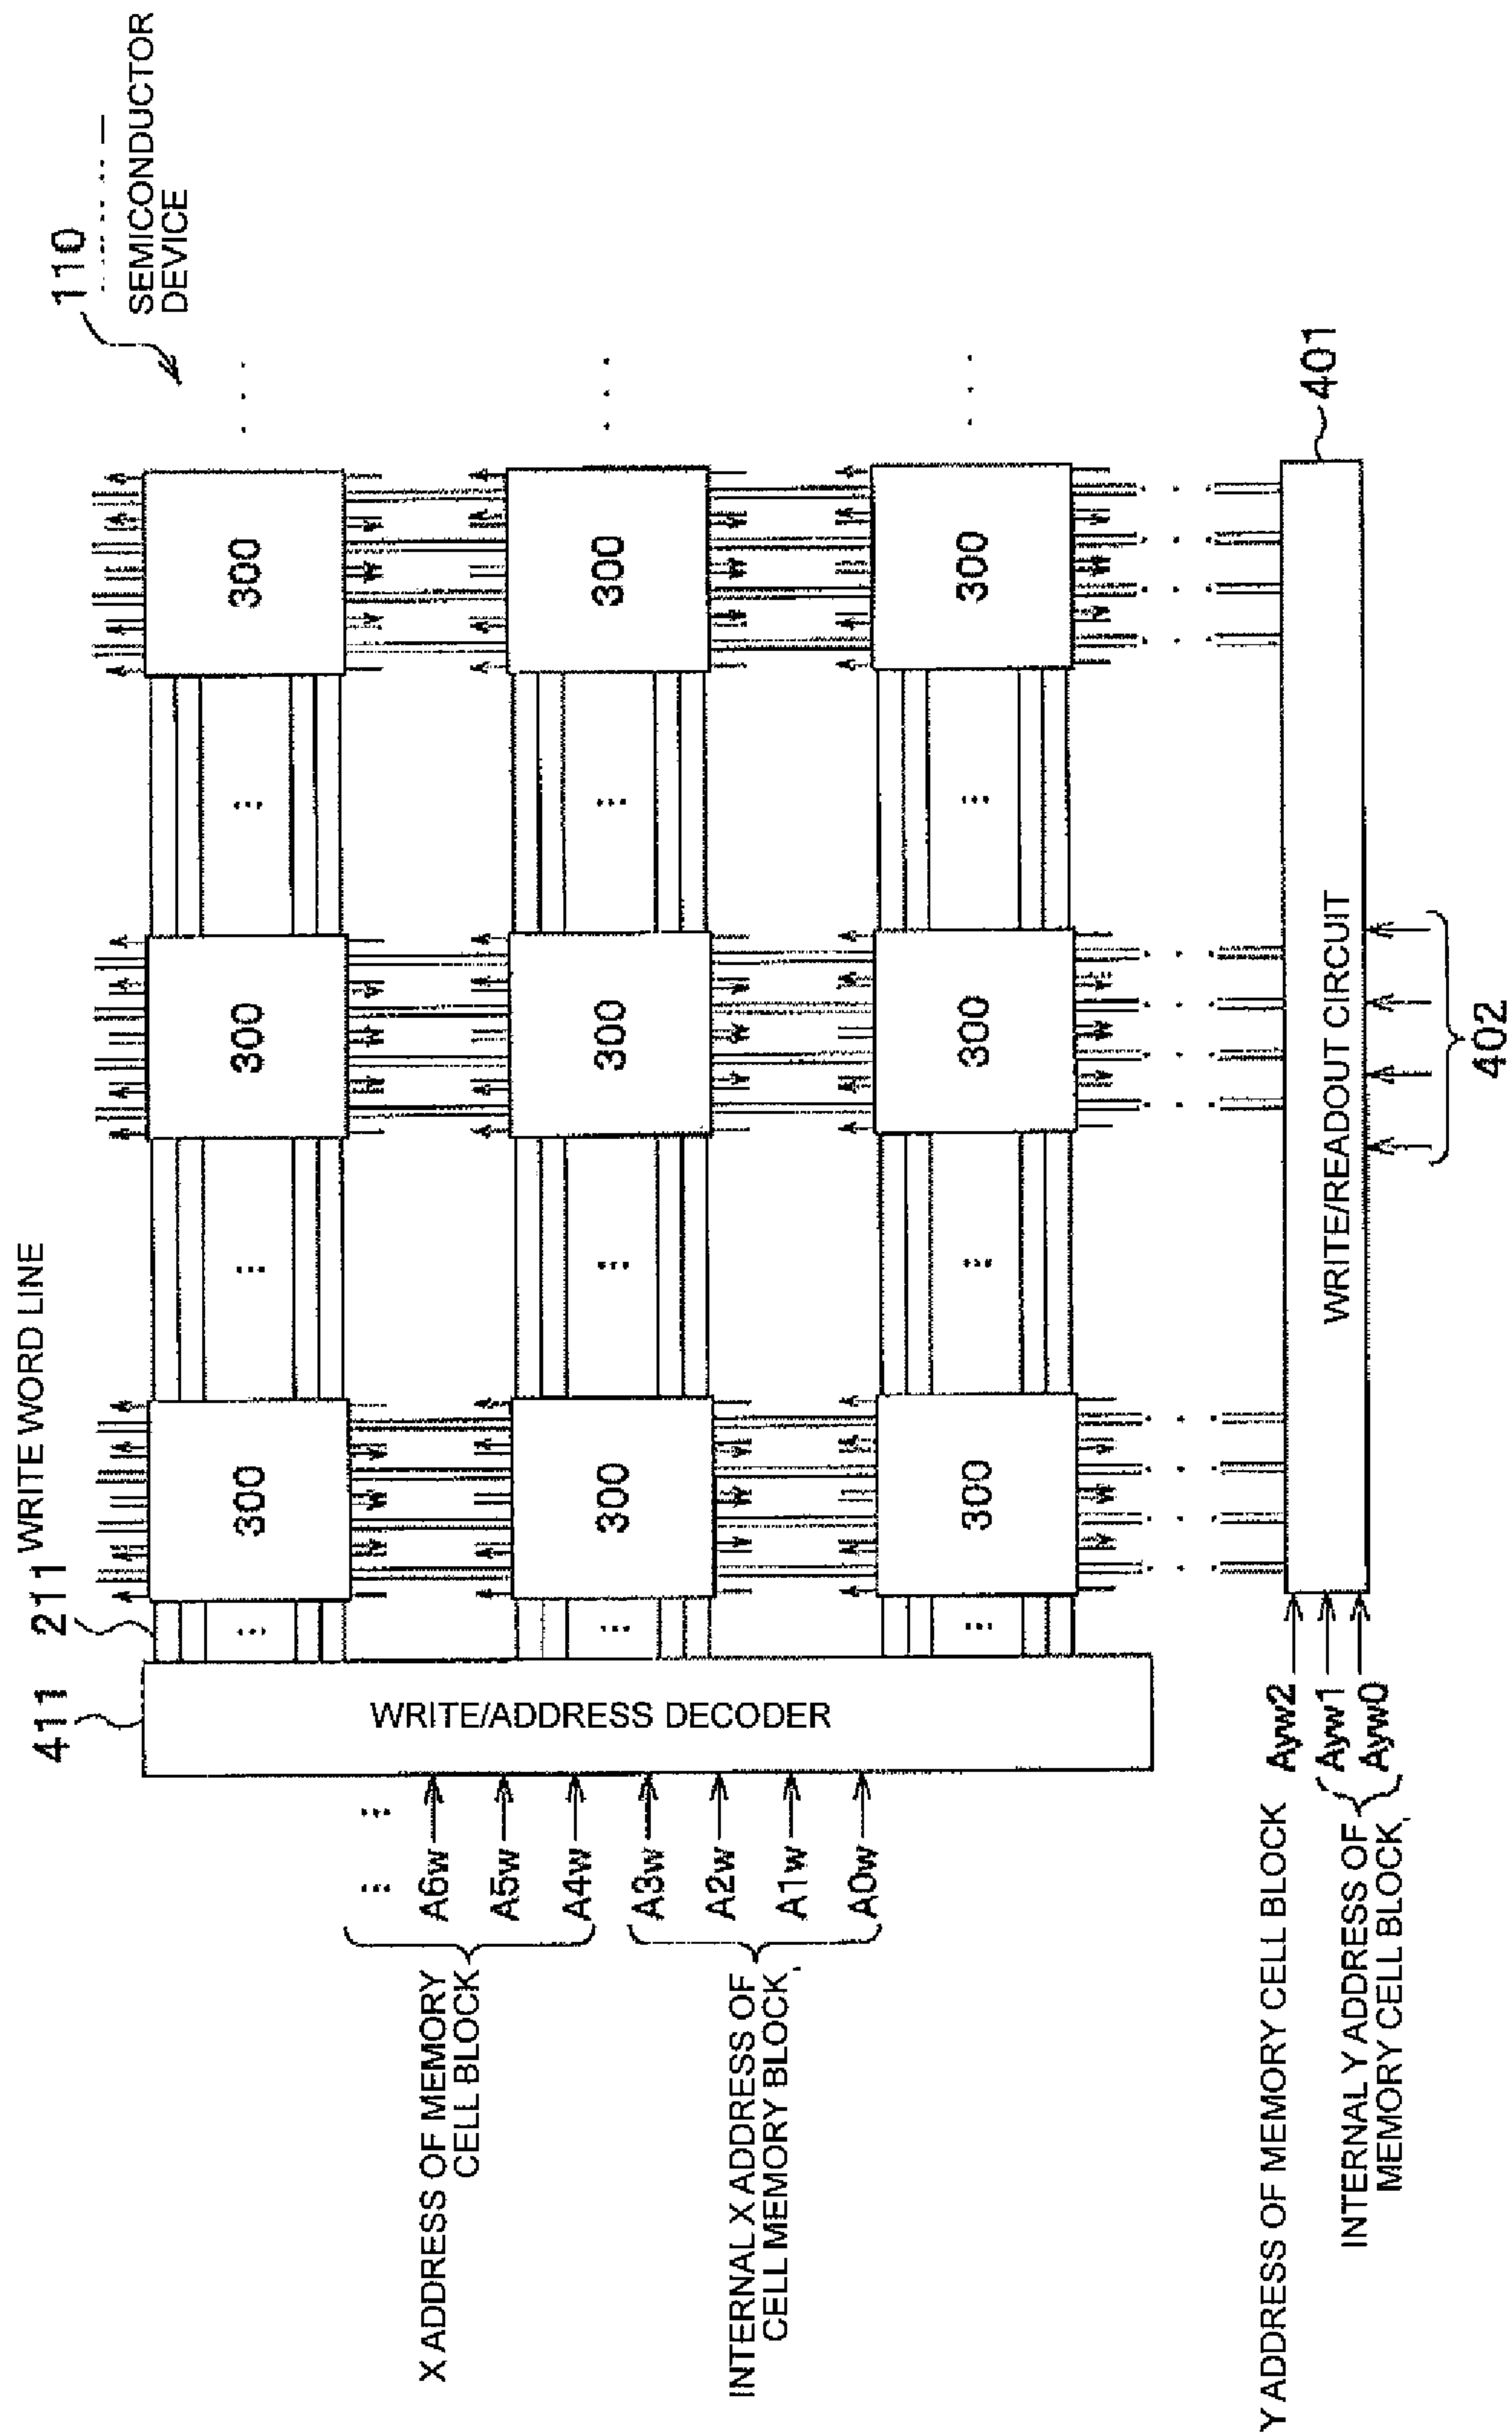 110
SEMICONDUCTOR
DEVICE
411
211 WRITE WORD LINE
300
300
300
X ADDRESS OF MEMORY
CELL BLOCK
A6w
A5w
A4w
WRITE/ADDRESS DECODER
300
300
300
INTERNAL X ADDRESS OF
CELL MEMORY BLOCK
A3w
A2w
A1w
A0w
300
300
300
401
Y ADDRESS OF MEMORY CELL BLOCK
Ayw2
INTERNAL Y ADDRESS OF
MEMORY CELL BLOCK
Ayw1
Ayw0
WRITE/READOUT CIRCUIT
402